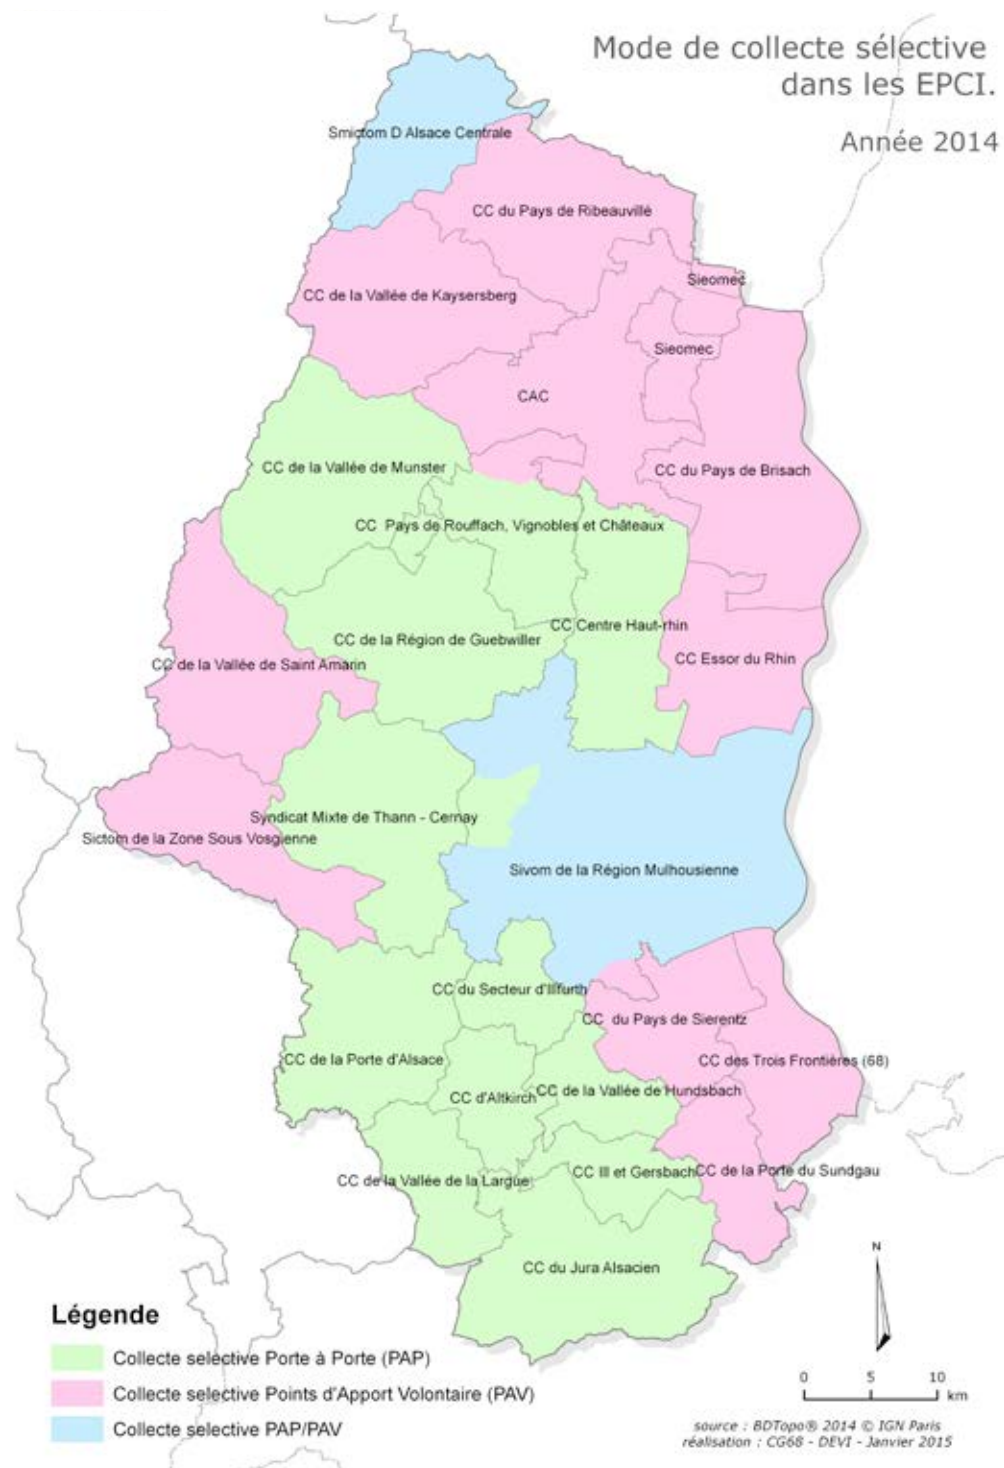 Mode de collecte sélective
dans les EPCI.
Année 2014
Smictom D Alsace Centrale
CC du Pays de Ribeauvillé
Sieomec
CC de la Vallée de Kaysersberg
Sieomec
CAC
CC de la Vallée de Munster
CC du Pays de Brisach
CC Pays de Rouffach, Vignobles et Châteaux
CC Centre Haut-rhin
CC de la Région de Guebwiller
CC Essor du Rhin
CC de la Vallée de Saint Amarin
Syndicat Mixte de Thann - Cernay
Sictom de la Zone Sous Vosgienne
Sivom de la Région Mulhousienne
CC du Secteur d'Illfurth
CC du Pays de Sierentz
CC de la Porte d'Alsace
CC des Trois Frontières (68)
CC d'Altkirch
CC de la Vallée de Hundsbach
CC de la Vallée de la Largue
CC Ill et Gersbach
CC de la Porte du Sundgau
CC du Jura Alsacien
N
Légende
Collecte selective Porte à Porte (PAP)
Collecte selective Points d'Apport Volontaire (PAV)
Collecte selective PAP/PAV
0 5 10
km
source : BDTopo® 2014 © IGN Paris
réalisation : CG68 - DEVI - Janvier 2015